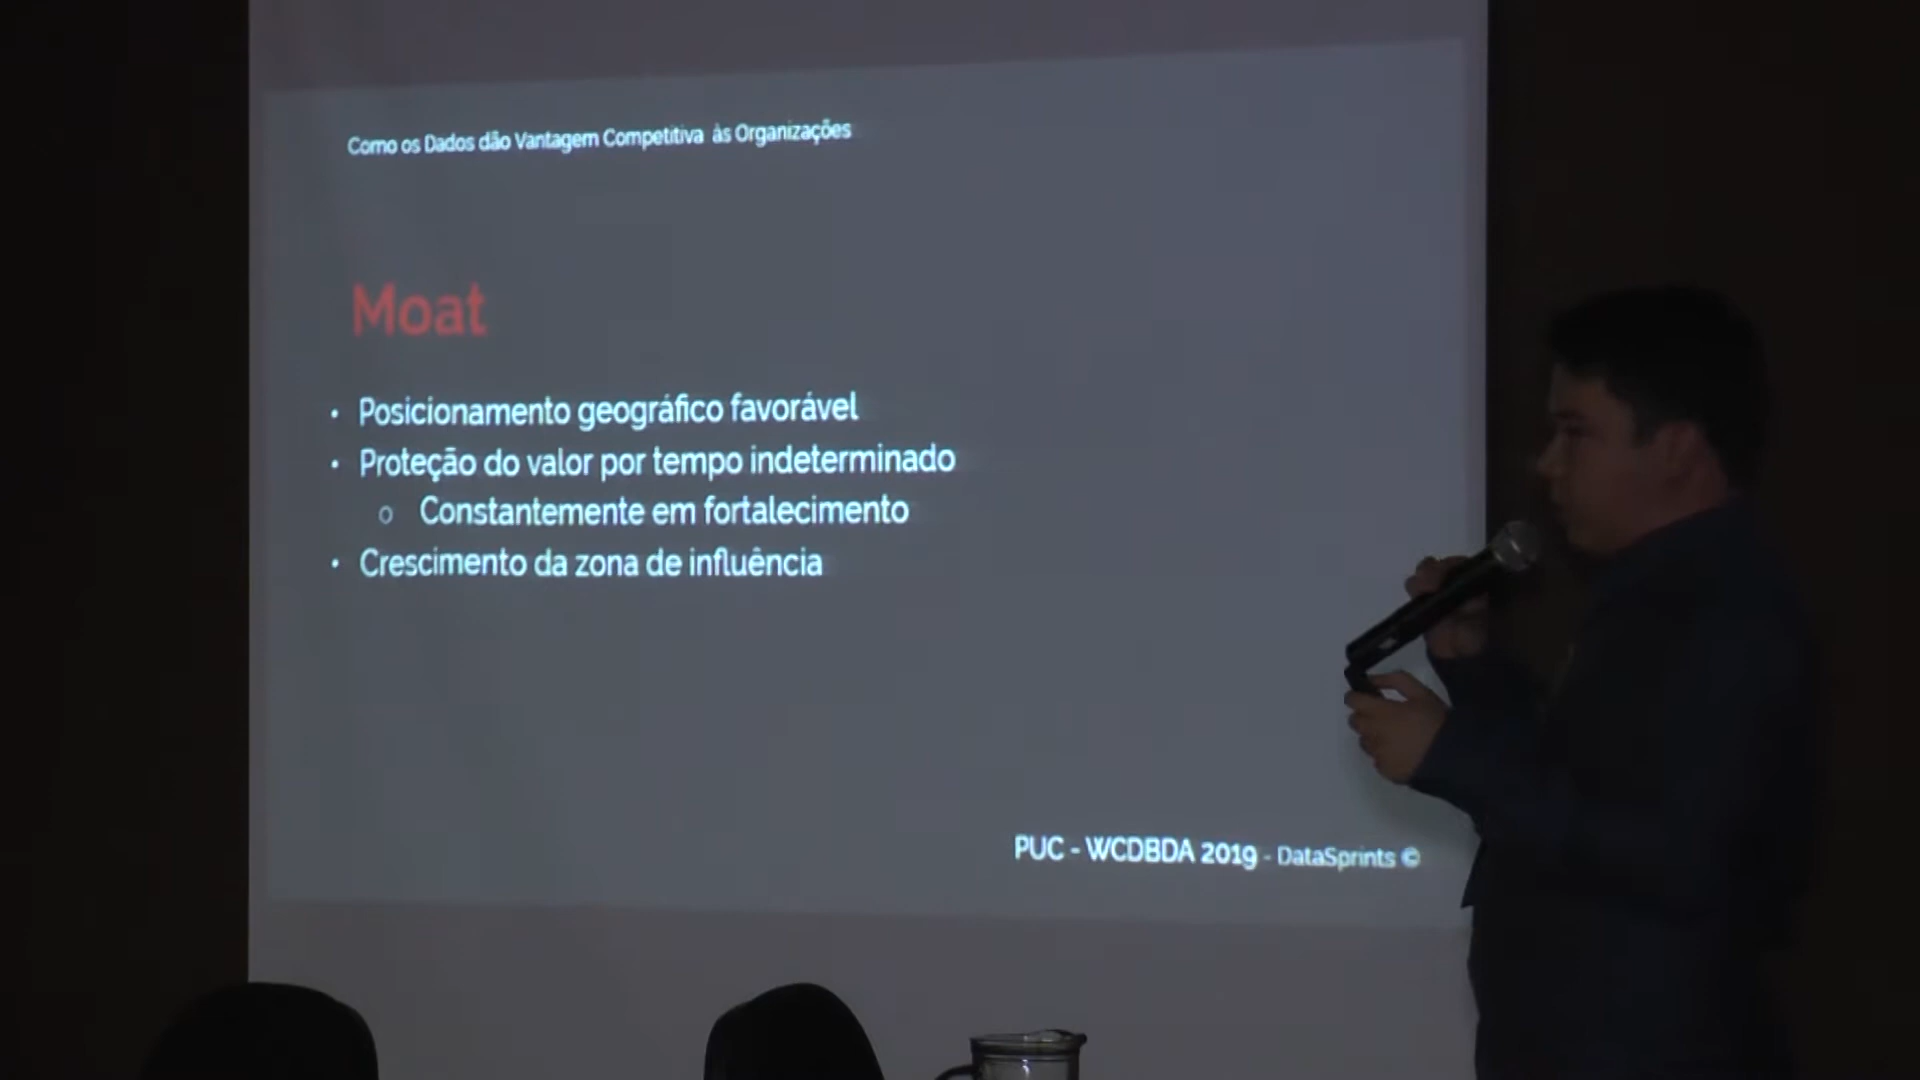 Como os Dados dão Vantagem Competitiva às Organizações
Moat
• Posicionamento geográfico favorável
• Proteção do valor por tempo indeterminado
o Constantemente em fortalecimento
• Crescimento da zona de influência
PUC - WCDBDA 2019 - DataSprints ©